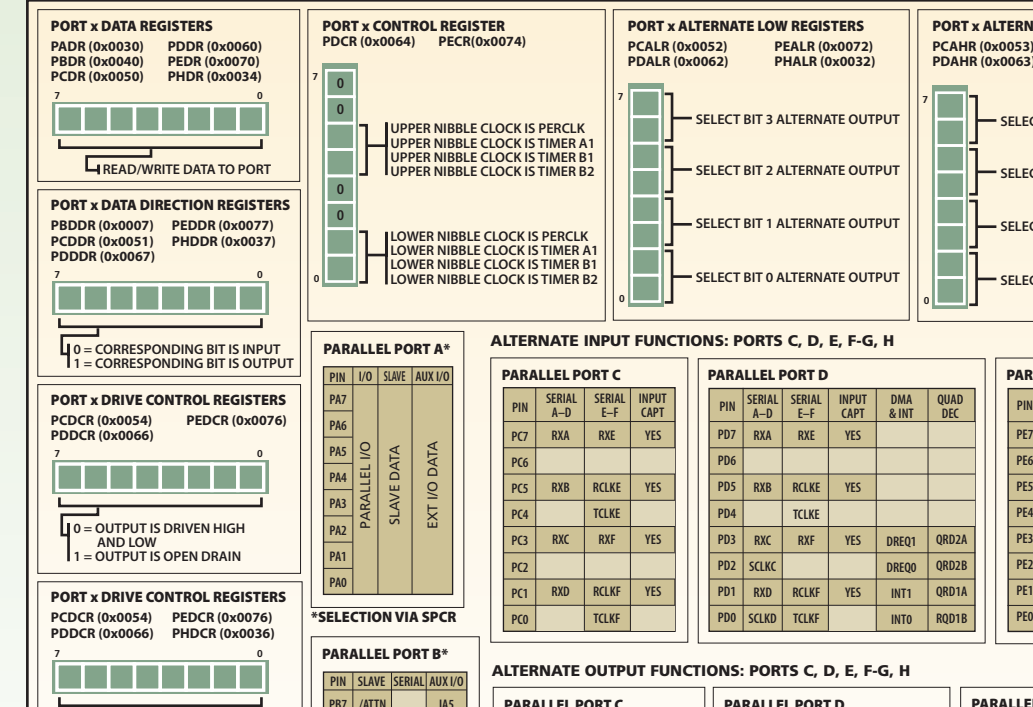 PORT x DATA REGISTERS
PADR (0x0030) PDDR (0x0060)
PBDR (0x0040) PEDR (0x0070)
PCDR (0x0050) PHDR (0x0034)
7 0
READ/WRITE DATA TO PORT
PORT x DATA DIRECTION REGISTERS
PBDDR (0x0007) PEDDR (0x0077)
PCDDR (0x0051) PHDDR (0x0037)
PDDDR (0x0067)
7 0
0 = CORRESPONDING BIT IS INPUT
1 = CORRESPONDING BIT IS OUTPUT
PORT x DRIVE CONTROL REGISTERS
PCDCR (0x0054) PEDCR (0x0076)
PDDCR (0x0066)
7 0
0 = OUTPUT IS DRIVEN HIGH
AND LOW
1 = OUTPUT IS OPEN DRAIN
PORT x DRIVE CONTROL REGISTERS
PCDCR (0x0054) PEDCR (0x0076)
PDDCR (0x0066) PHDCR (0x0036)
7 0
PORT x CONTROL REGISTER
PDCR (0x0064) PECR(0x0074)
7 0
0
UPPER NIBBLE CLOCK IS PERCLK
UPPER NIBBLE CLOCK IS TIMER A1
UPPER NIBBLE CLOCK IS TIMER B1
UPPER NIBBLE CLOCK IS TIMER B2
0
0
LOWER NIBBLE CLOCK IS PERCLK
LOWER NIBBLE CLOCK IS TIMER A1
LOWER NIBBLE CLOCK IS TIMER B1
LOWER NIBBLE CLOCK IS TIMER B2
0
PORT x ALTERNATE LOW REGISTERS
PCALR (0x0052) PEALR (0x0072)
PDALR (0x0062) PHALR (0x0032)
7
SELECT BIT 3 ALTERNATE OUTPUT
SELECT BIT 2 ALTERNATE OUTPUT
SELECT BIT 1 ALTERNATE OUTPUT
SELECT BIT 0 ALTERNATE OUTPUT
0
PORT x ALTERN
PCAHR (0x0053)
PDAHR (0x0063)
7
SELEC
SELEC
SELEC
SELEC
0
PARALLEL PORT A*
PIN I/O SLAVE AUX I/O
PA7
PA6
PA5
PA4
PA3
PA2
PA1
PA0
PARALLEL I/O
SLAVE DATA
EXT I/O DATA
*SELECTION VIA SPCR
PARALLEL PORT B*
PIN SLAVE SERIAL AUX I/O
PB7 /ATTN IA5
ALTERNATE INPUT FUNCTIONS: PORTS C, D, E, F-G, H
PARALLEL PORT C
PIN SERIAL A–D SERIAL E–F INPUT CAPT
PC7 RXA RXE YES
PC6
PC5 RXB RCLKE YES
PC4 TCLKE
PC3 RXC RXF YES
PC2
PC1 RXD RCLKF YES
PC0 TCLKF
PARALLEL PORT D
PIN SERIAL A–D SERIAL E–F INPUT CAPT DMA & INT QUAD DEC
PD7 RXA RXE YES
PD6
PD5 RXB RCLKE YES
PD4 TCLKE
PD3 RXC RXF YES DREQ1 QRD2A
PD2 SCLKC DREQ0 QRD2B
PD1 RXD RCLKF YES INT1 QRD1A
PD0 SCLKD TCLKF INT0 RQD1B
PAR
PIN
PE7
PE6
PE5
PE4
PE3
PE2
PE1
PE0
ALTERNATE OUTPUT FUNCTIONS: PORTS C, D, E, F-G, H
PARALLEL PORT C
PARALLEL PORT D
PARALLEL